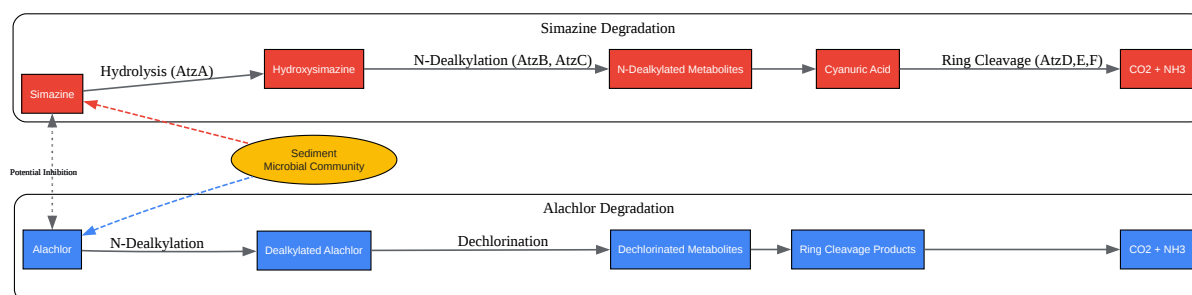 Simazine Degradation
Simazine
Hydrolysis (AtzA)
Hydroxysimazine
N-Dealkylation (AtzB, AtzC)
N-Dealkylated Metabolites
Cyanuric Acid
Ring Cleavage (AtzD,E,F)
CO2 + NH3
Sediment
Microbial Community
Potential Inhibition
Alachlor Degradation
Alachlor
N-Dealkylation
Dealkylated Alachlor
Dechlorination
Dechlorinated Metabolites
Ring Cleavage Products
CO2 + NH3